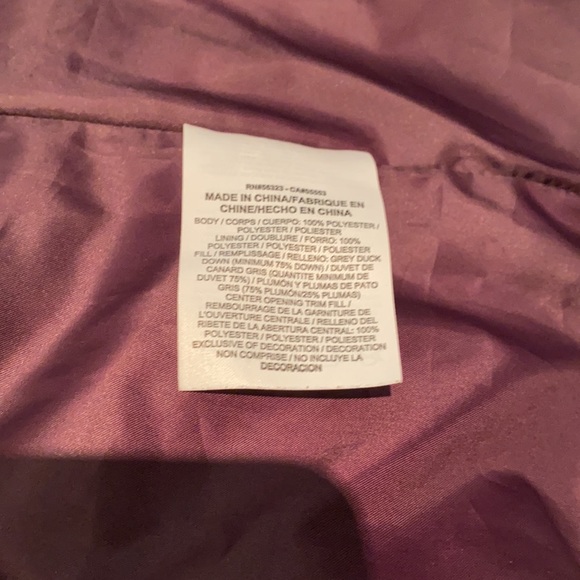 RN#56323 - CA#05553
MADE IN CHINA/FABRIQUE EN
CHINE/HECHO EN CHINA
BODY / CORPS / CUERPO: 100% POLYESTER /
POLYESTER / POLIESTER
LINING / DOUBLURE / FORRO: 100%
POLYESTER / POLYESTER / POLIESTER
FILL / REMPLISSAGE / RELLENO: GREY DUCK
DOWN (MINIMUM 75% DOWN) / DUVET DE
CANARD GRIS (QUANTITE MINIMUM DE
DUVET 75%) / PLUMÓN Y PLUMAS DE PATO
GRIS (75% PLUMÓN/25% PLUMAS)
CENTER OPENING TRIM FILL /
REMBOURRAGE DE LA GARNITURE DE
L'OUVERTURE CENTRALE / RELLENO DEL
RIBETE DE LA ABERTURA CENTRAL: 100%
POLYESTER / POLYESTER / POLIESTER
EXCLUSIVE OF DECORATION / DECORATION
NON COMPRISE / NO INCLUYE LA
DECORACION